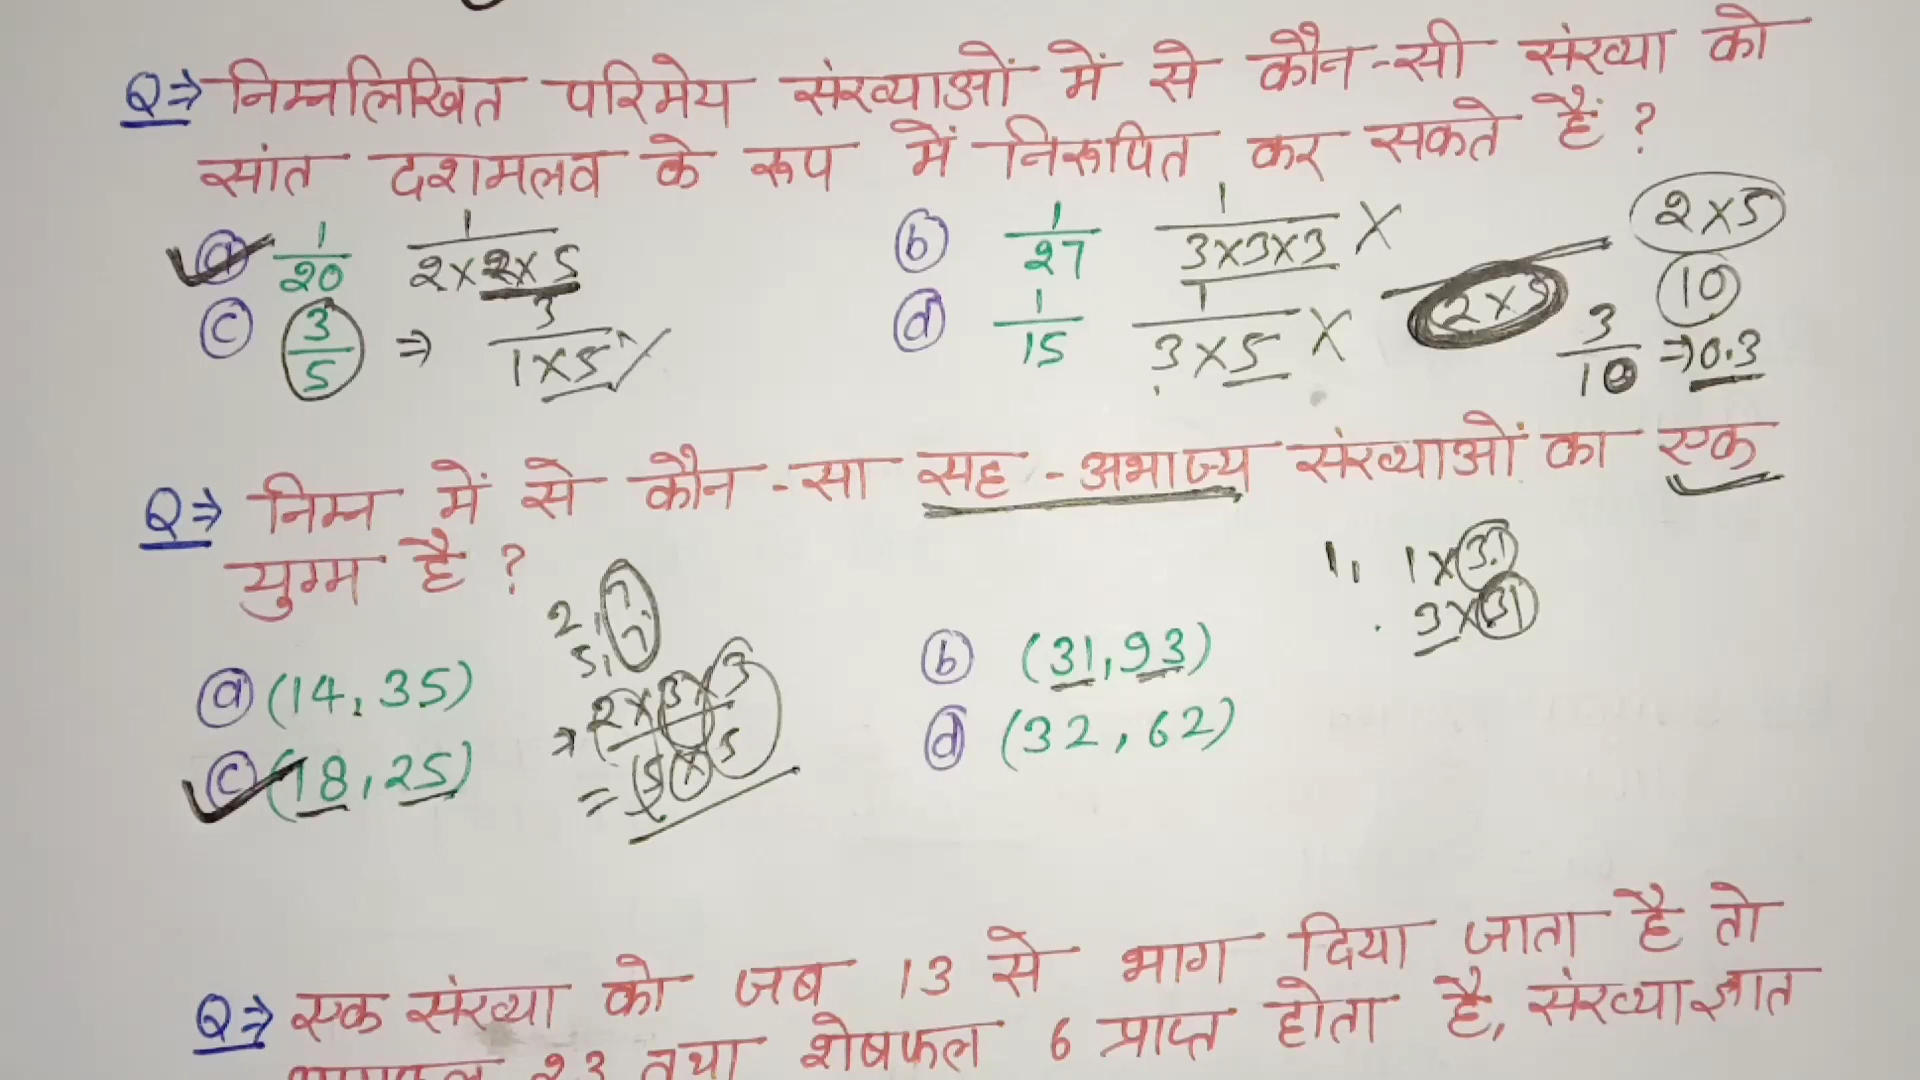 Q⇒ निम्नलिखित परिमेय संख्याओं में से कौन-सी संख्या को
सांत दशमलव के रूप में निरूपित कर सकते हैं ?
ⓐ 1/20 1/2×2×5 ⓑ 1/27 1/3×3×3 × 2×5
ⓒ 3/5 ⇒ 3/1×5 ⓓ 1/15 1/3×5 × 2×5 10
3/10 ⇒ 0.3
Q⇒ निम्न में से कौन-सा सह-अभाज्य संख्याओं का एक
युग्म है ?
2,7
5,7
1×31
3×31
ⓐ (14,35) ⓑ (31,93)
ⓒ (18,25) ⇒ 2×3×3 ⓓ (32,62)
= 5×5
Q⇒ एक संख्या को जब 13 से भाग दिया जाता है तो
23 तथा शेषफल 6 प्राप्त होता है, संख्या ज्ञात